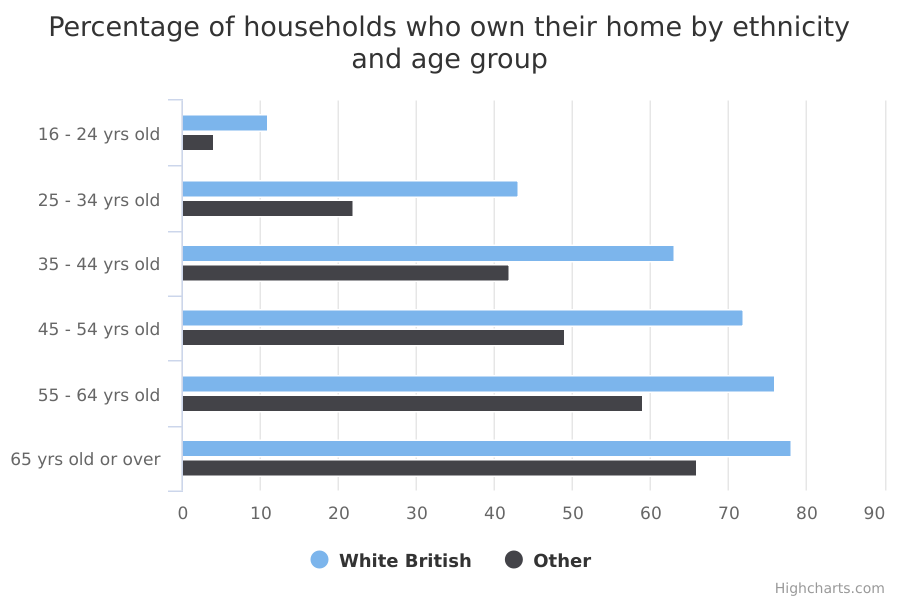 Percentage of households who own their home by ethnicity
and age group
16 - 24 yrs old
25 - 34 yrs old
35 - 44 yrs old
45 - 54 yrs old
55 - 64 yrs old
65 yrs old or over
0 10 20 30 40 50 60 70 80 90
White British Other
Highcharts.com